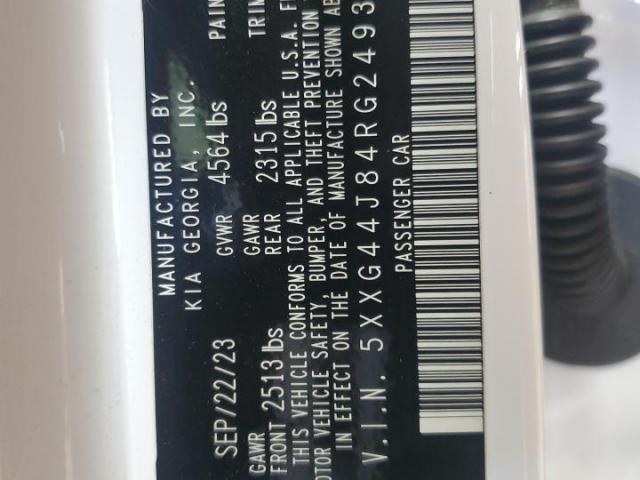 MANUFACTURED BY
KIA GEORGIA, INC.
SEP/22/23 GVWR 4564 lbs
GAWR FRONT 2513 lbs GAWR REAR 2315 lbs
THIS VEHICLE CONFORMS TO ALL APPLICABLE U.S.A.
VEHICLE SAFETY, BUMPER, AND THEFT PREVENTION
IN EFFECT ON THE DATE OF MANUFACTURE SHOWN
V.I.N. 5XXG44J84RG2493
PASSENGER CAR